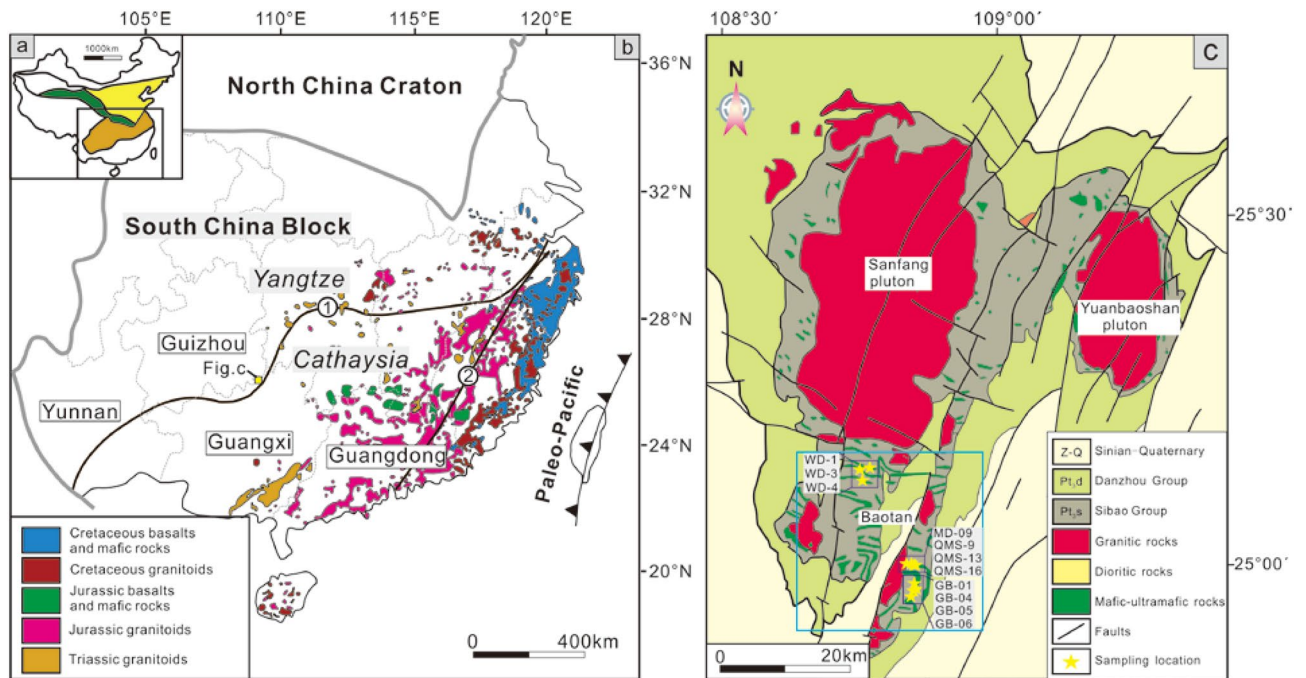 105°E
110°E
115°E
120°E
a
1000km
b
North China Craton
36°N
32°N
28°N
24°N
20°N
South China Block
Yangtze
1
Guizhou
Fig.c
Cathaysia
2
Yunnan
Guangxi
Guangdong
Paleo-Pacific
Cretaceous basalts
and mafic rocks
Cretaceous granitoids
Jurassic basalts
and mafic rocks
Jurassic granitoids
Triassic granitoids
0 400km
108°30′
109°00′
C
N
25°30′
25°00′
Sanfang
pluton
Yuanbaoshan
pluton
WD-1
WD-3
WD-4
Baotan
MD-09
QMS-9
QMS-13
QMS-16
GB-01
GB-04
GB-05
GB-06
0 20km
Z-Q Sinian-Quaternary
Danzhou Group
Sibao Group
Granitic rocks
Dioritic rocks
Mafic-ultramafic rocks
Faults
Sampling location